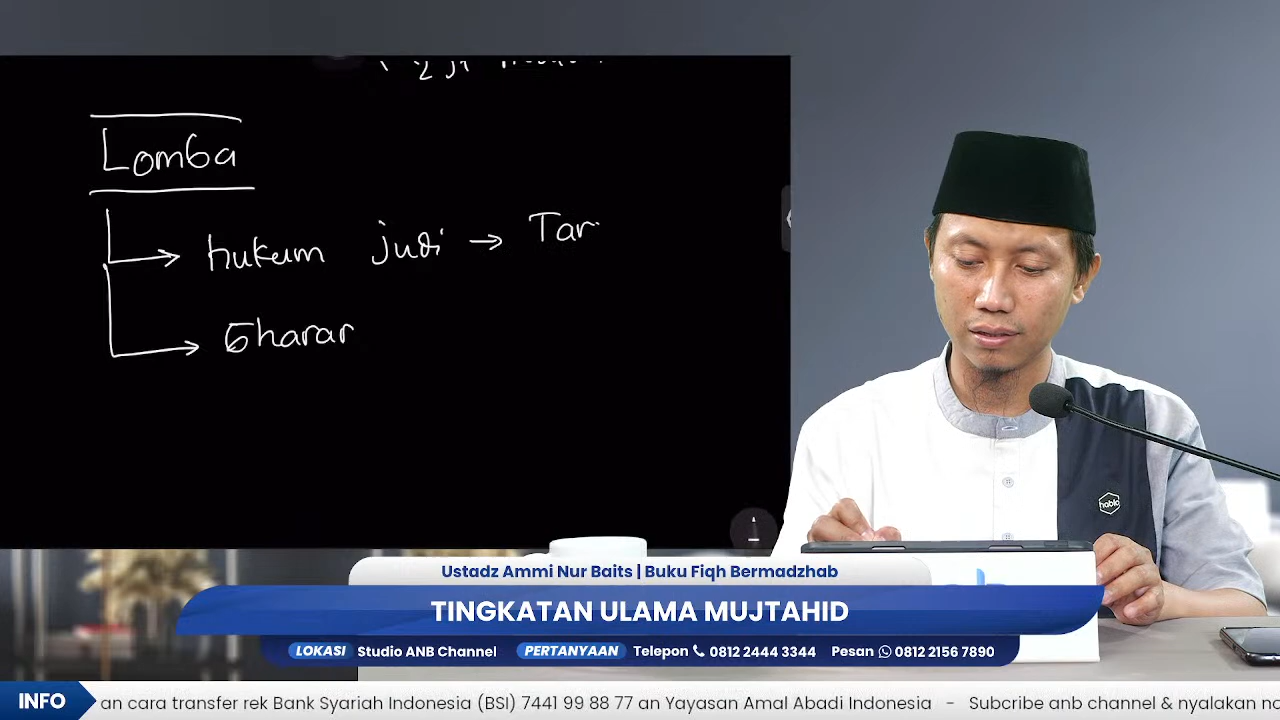 Lomba
hukum judi → Tar
Gharar
hablo
Ustadz Ammi Nur Baits | Buku Fiqh Bermadzhab
TINGKATAN ULAMA MUJTAHID
LOKASI Studio ANB Channel PERTANYAAN Telepon 0812 2444 3344 Pesan 0812 2156 7890
INFO an cara transfer rek Bank Syariah Indonesia (BSI) 7441 99 88 77 an Yayasan Amal Abadi Indonesia - Subcribe anb channel & nyalakan no